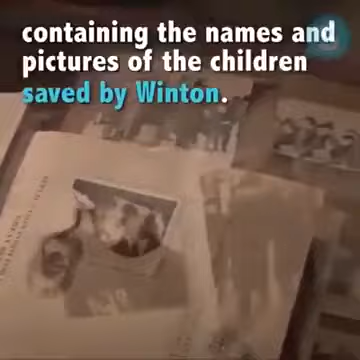 containing the names and
pictures of the children
saved by Winton.